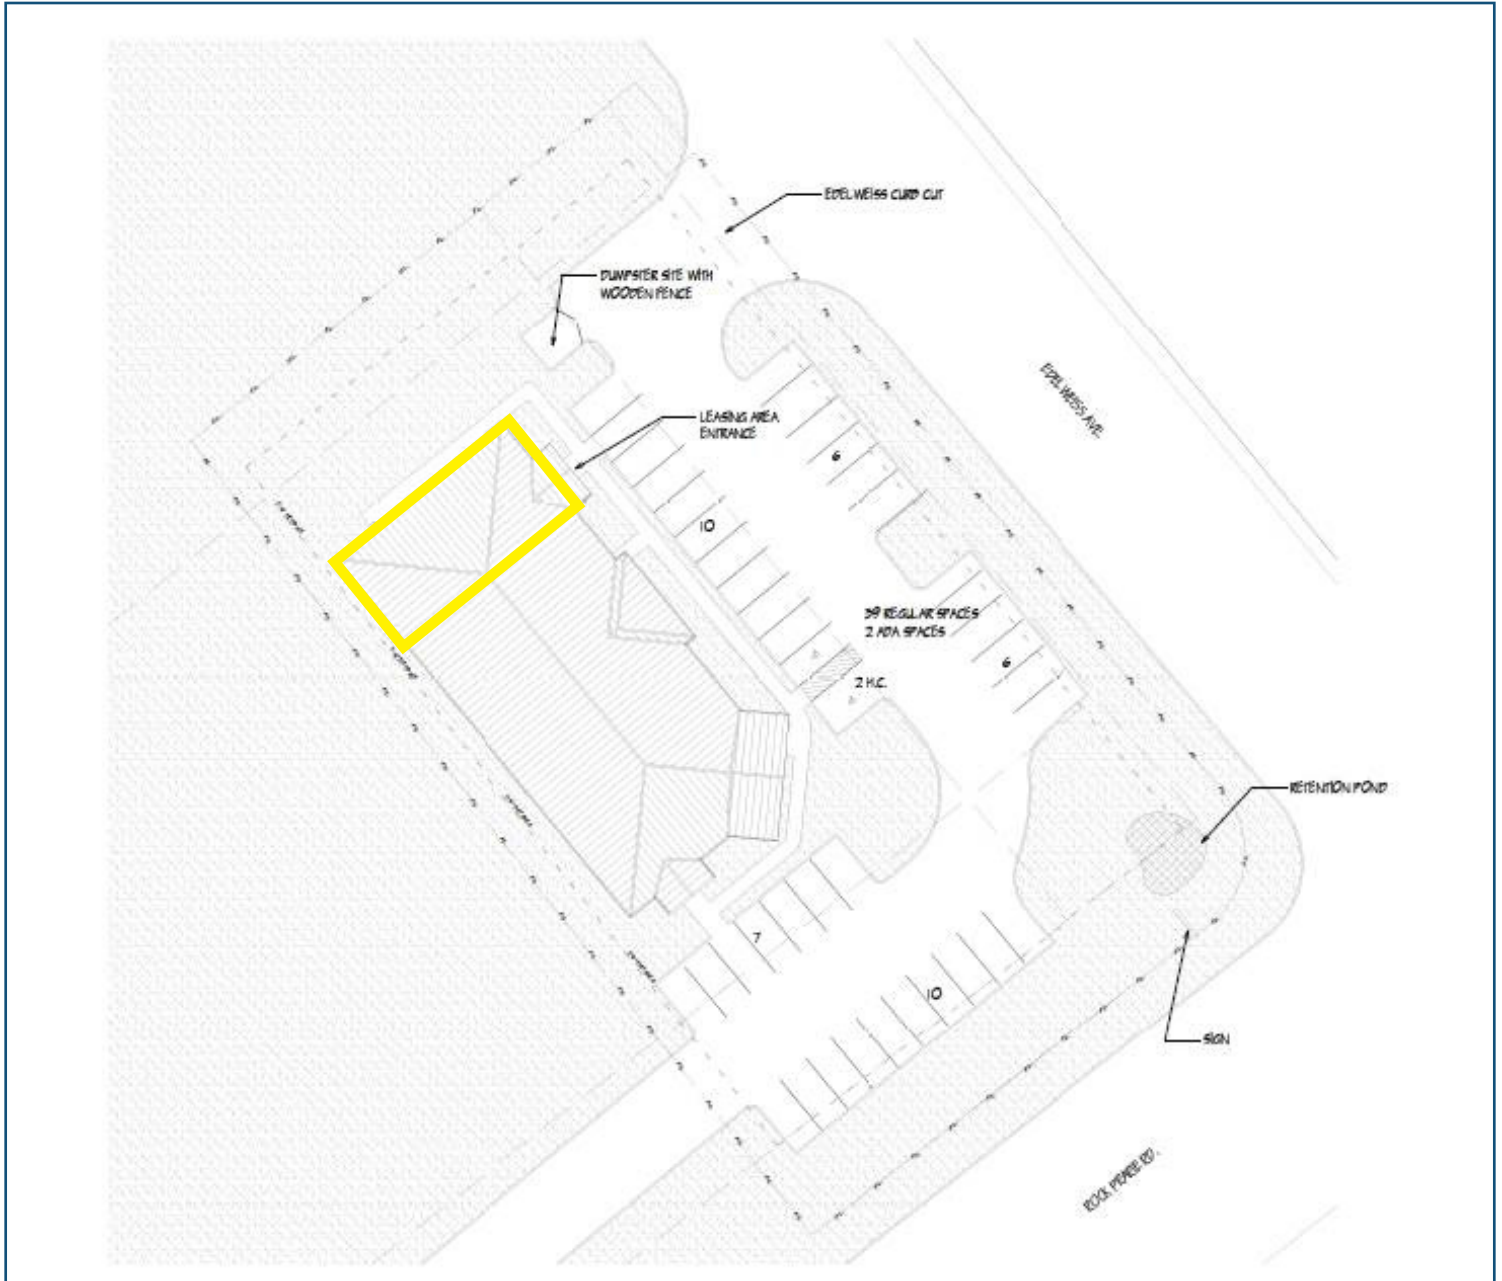 EDELWEISS CURB CUT
DUMPSTER SITE WITH
WOODEN FENCE
EDELWEISS AVE.
LEASING AREA
ENTRANCE
6
10
39 REGULAR SPACES
2 ADA SPACES
6
2 H.C.
RETENTION POND
7
10
SIGN
ROCK PRAIRIE RD.